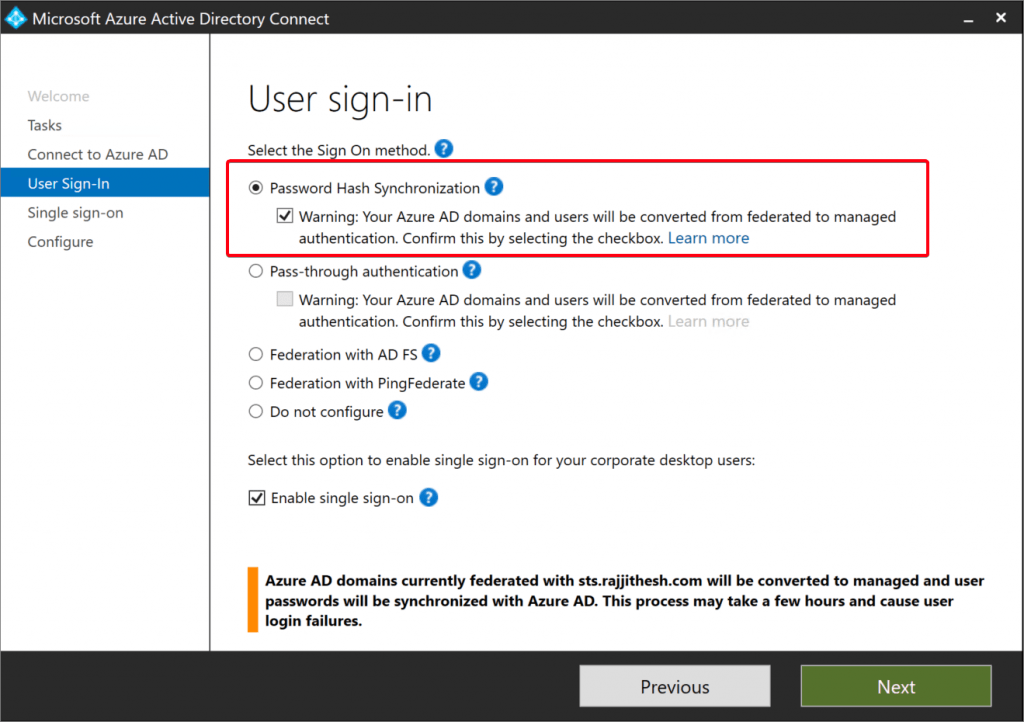 Microsoft Azure Active Directory Connect
Welcome
Tasks
Connect to Azure AD
User Sign-In
Single sign-on
Configure
User sign-in
Select the Sign On method. ?
Password Hash Synchronization ?
Warning: Your Azure AD domains and users will be converted from federated to managed
authentication. Confirm this by selecting the checkbox. Learn more
Pass-through authentication ?
Warning: Your Azure AD domains and users will be converted from federated to managed
authentication. Confirm this by selecting the checkbox. Learn more
Federation with AD FS ?
Federation with PingFederate ?
Do not configure ?
Select this option to enable single sign-on for your corporate desktop users:
Enable single sign-on ?
Azure AD domains currently federated with sts.rajjithesh.com will be converted to managed and user
passwords will be synchronized with Azure AD. This process may take a few hours and cause user
login failures.
Previous
Next